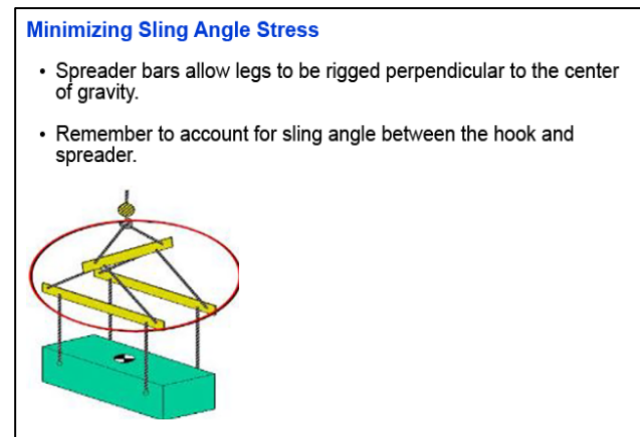 Minimizing Sling Angle Stress
• Spreader bars allow legs to be rigged perpendicular to the center
of gravity.
• Remember to account for sling angle between the hook and
spreader.